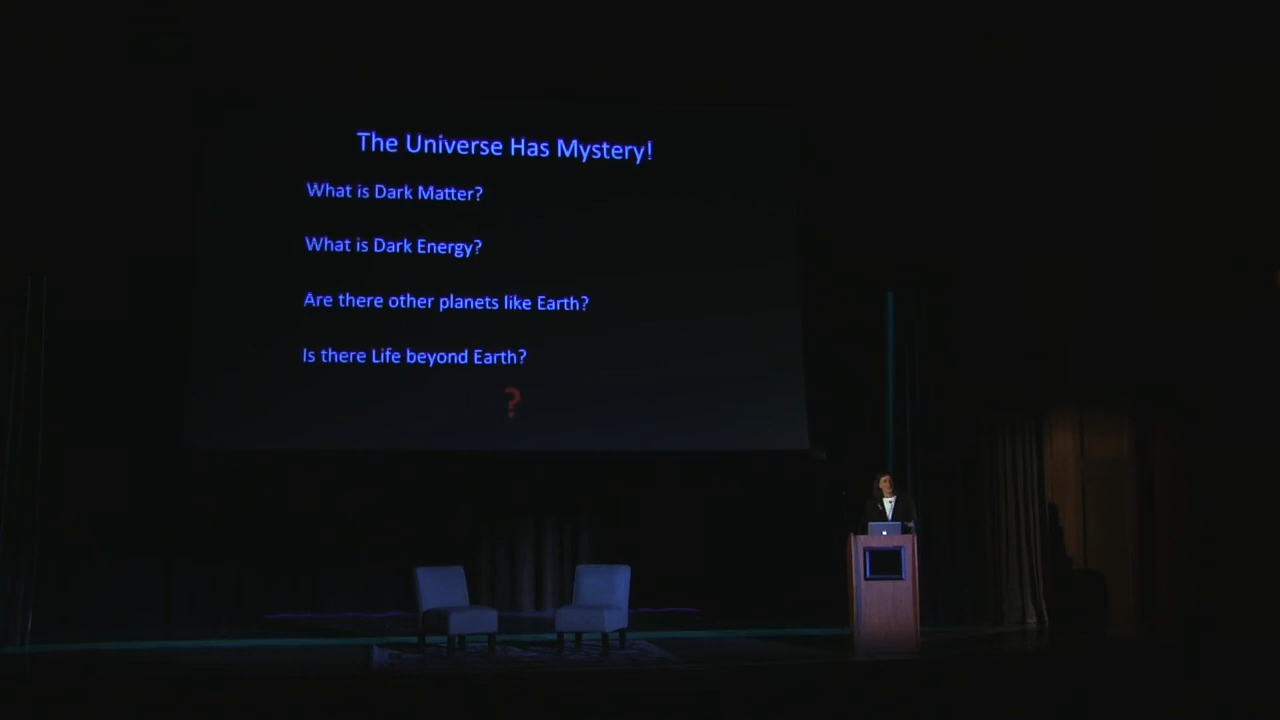 The Universe Has Mystery!
What is Dark Matter?
What is Dark Energy?
Are there other planets like Earth?
Is there Life beyond Earth?
?